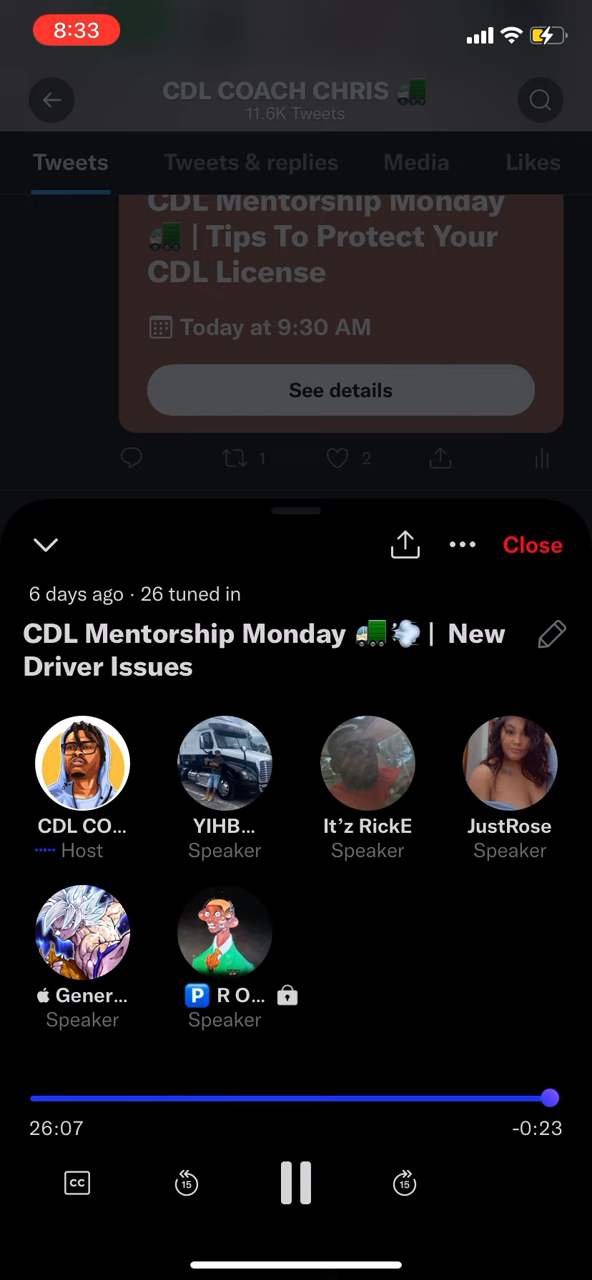 8:33
CDL COACH CHRIS 🚛
11.6K Tweets
Tweets
Tweets & replies
Media
Likes
CDL Mentorship Monday
🚛 | Tips To Protect Your
CDL License
Today at 9:30 AM
See details
1
2
Close
6 days ago · 26 tuned in
CDL Mentorship Monday 🚛💨 | New
Driver Issues
CDL CO...
Host
YIHB...
Speaker
It’z RickE
Speaker
JustRose
Speaker
Gener...
Speaker
🅿️ R O...
Speaker
26:07
-0:23
CC
15
15